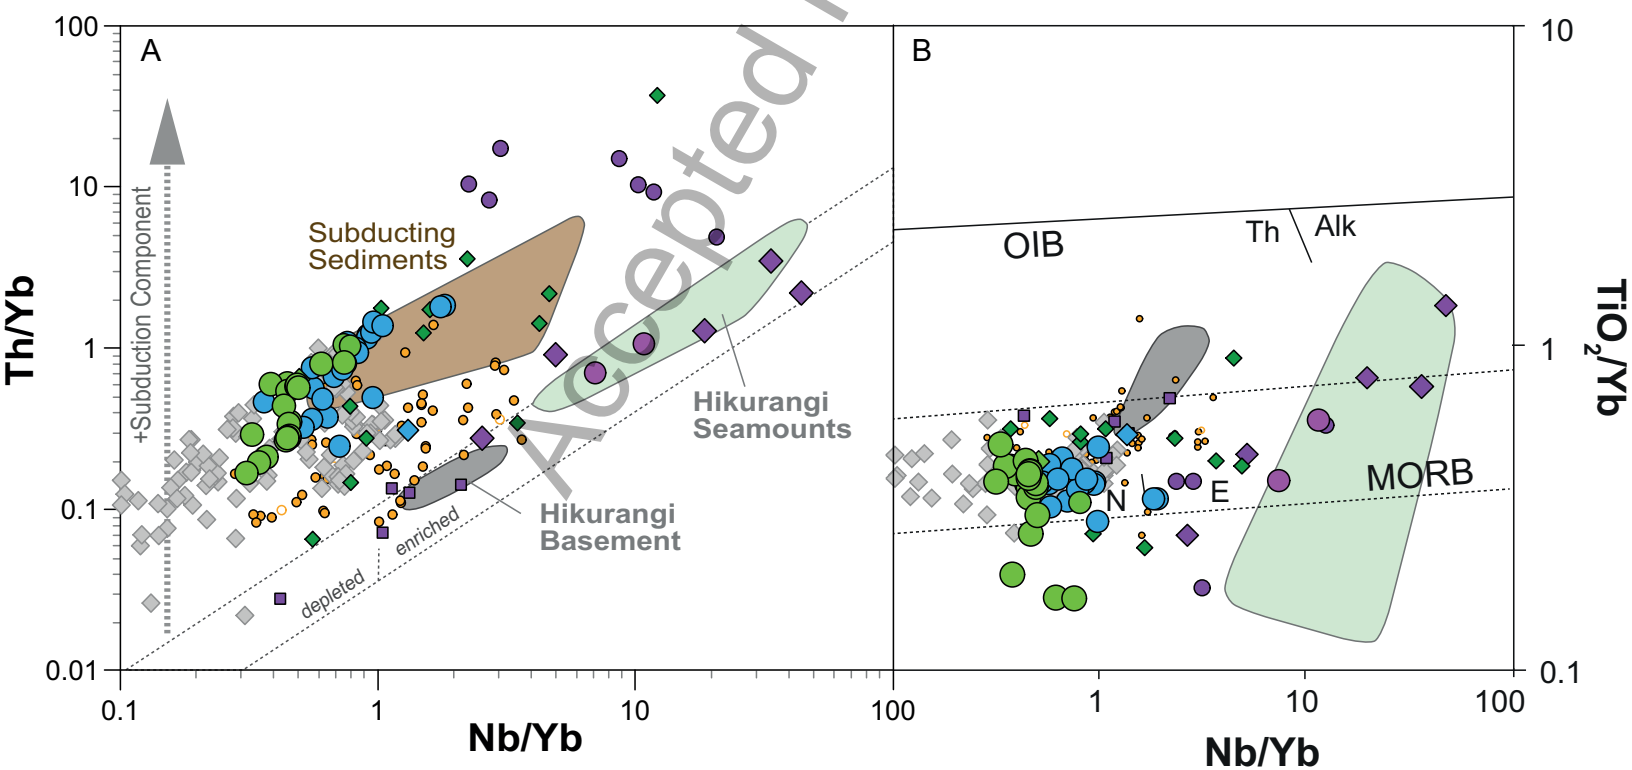 100
10
1
0.1
0.01
Th/Yb
A
+Subduction Component
Subducting
Sediments
Hikurangi
Seamounts
Hikurangi
Basement
enriched
depleted
0.1
1
10
100
Nb/Yb
Accepted
B
OIB
Th
Alk
MORB
N
E
10
1
0.1
TiO2/Yb
1
10
100
Nb/Yb